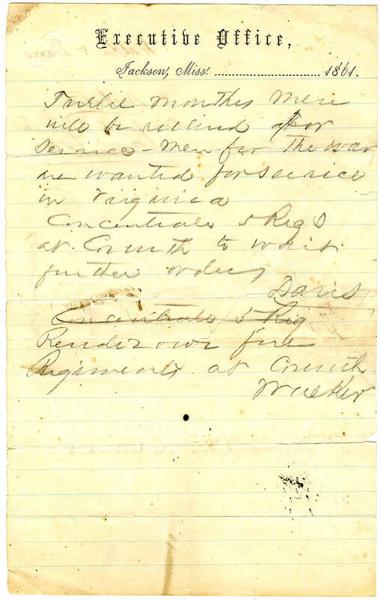 Executive Office,
Jackson, Miss. 1861.
Twelve months men
will be received for
service - Men for the war
are wanted for service
in Virginia
Concentrate 5 Regs
at Corinth to wait
further orders
Davis
Concentrate 5 Reg
Rendezvous five
Regiments at Corinth
Walker